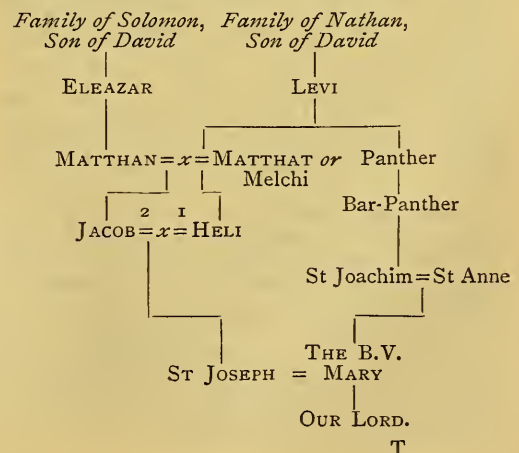 Family of Solomon, Family of Nathan,
Son of David Son of David
ELEAZAR LEVI
MATTHAN = x = MATTHAT or Panther
Melchi
Bar-Panther
2 1
JACOB = x = HELI
St Joachim = St Anne
THE B.V.
ST JOSEPH = MARY
OUR LORD.
T